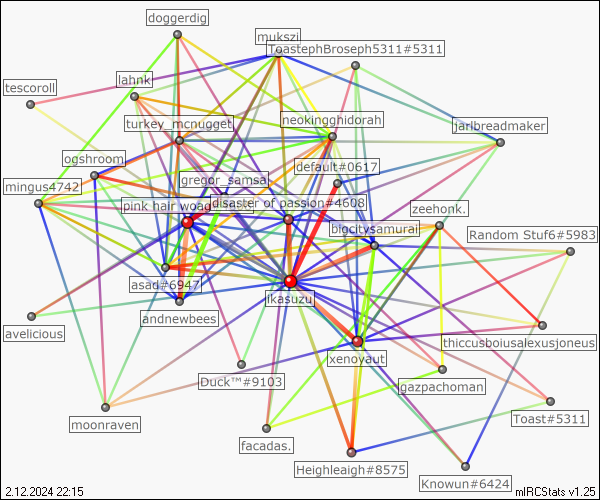 doggerdig
mukszi
ToastephBroseph5311#5311
tescoroll
lahnk
turkey_mcnugget
neokingghidorah
jaribreadmaker
ogshroom
default#0617
mingus4742
gregor_samsa
pink hair woag
disaster of passion#4608
zeehonk.
bigcitysamurai
Random Stuf6#5983
asad#6947
ikasuzu
andnewbees
avelicious
thiccusboiusalexusjoneus
xenoyaut
Duck™#9103
gazpachoman
moonraven
Toast#5311
facadas.
Heighleaigh#8575
Knowun#6424
2.12.2024 22:15
mIRCStats v1.25